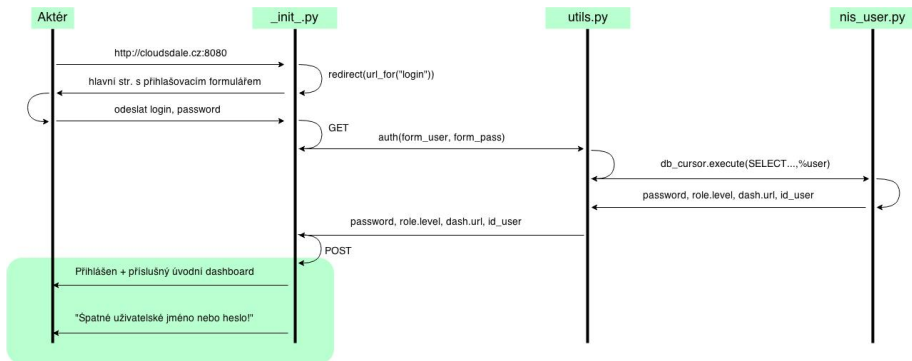 Aktér
_init_.py
utils.py
nis_user.py
http://cloudsdale.cz:8080
redirect(url_for("login"))
hlavní str. s přihlašovacím formulářem
odeslat login, password
GET
auth(form_user, form_pass)
db_cursor.execute(SELECT...,%user)
password, role.level, dash.url, id_user
password, role.level, dash.url, id_user
POST
Přihlášen + příslušný úvodní dashboard
"Špatné uživatelské jméno nebo heslo!"